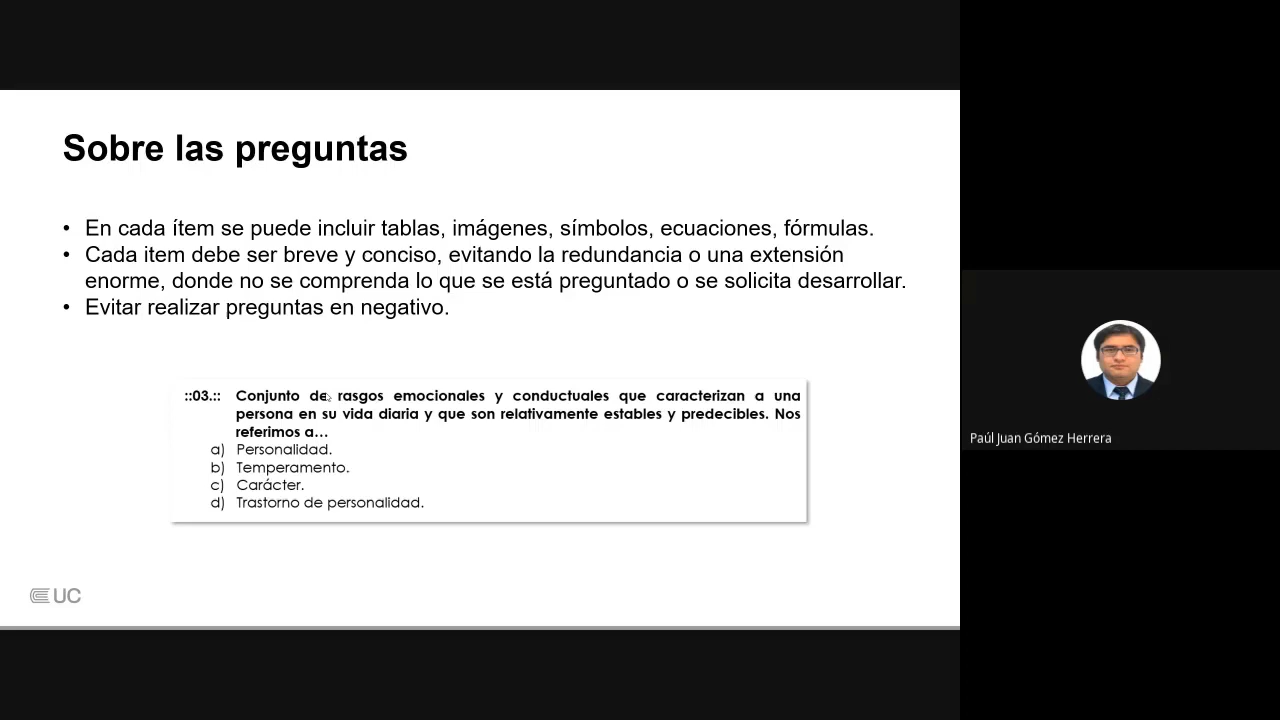 Sobre las preguntas
• En cada ítem se puede incluir tablas, imágenes, símbolos, ecuaciones, fórmulas.
• Cada item debe ser breve y conciso, evitando la redundancia o una extensión
enorme, donde no se comprenda lo que se está preguntado o se solicita desarrollar.
• Evitar realizar preguntas en negativo.
::03.:: Conjunto de rasgos emocionales y conductuales que caracterizan a una
persona en su vida diaria y que son relativamente estables y predecibles. Nos
referimos a…
a) Personalidad.
b) Temperamento.
c) Carácter.
d) Trastorno de personalidad.
UC
Paúl Juan Gómez Herrera